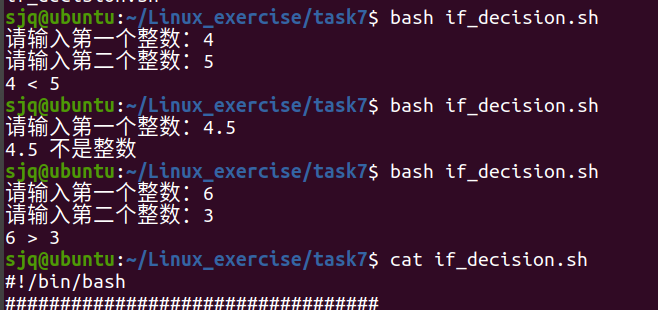 if_decision.sh
sjq@ubuntu:~/Linux_exercise/task7$ bash if_decision.sh
请输入第一个整数：4
请输入第二个整数：5
4 < 5
sjq@ubuntu:~/Linux_exercise/task7$ bash if_decision.sh
请输入第一个整数：4.5
4.5 不是整数
sjq@ubuntu:~/Linux_exercise/task7$ bash if_decision.sh
请输入第一个整数：6
请输入第二个整数：3
6 > 3
sjq@ubuntu:~/Linux_exercise/task7$ cat if_decision.sh
#!/bin/bash
##################################